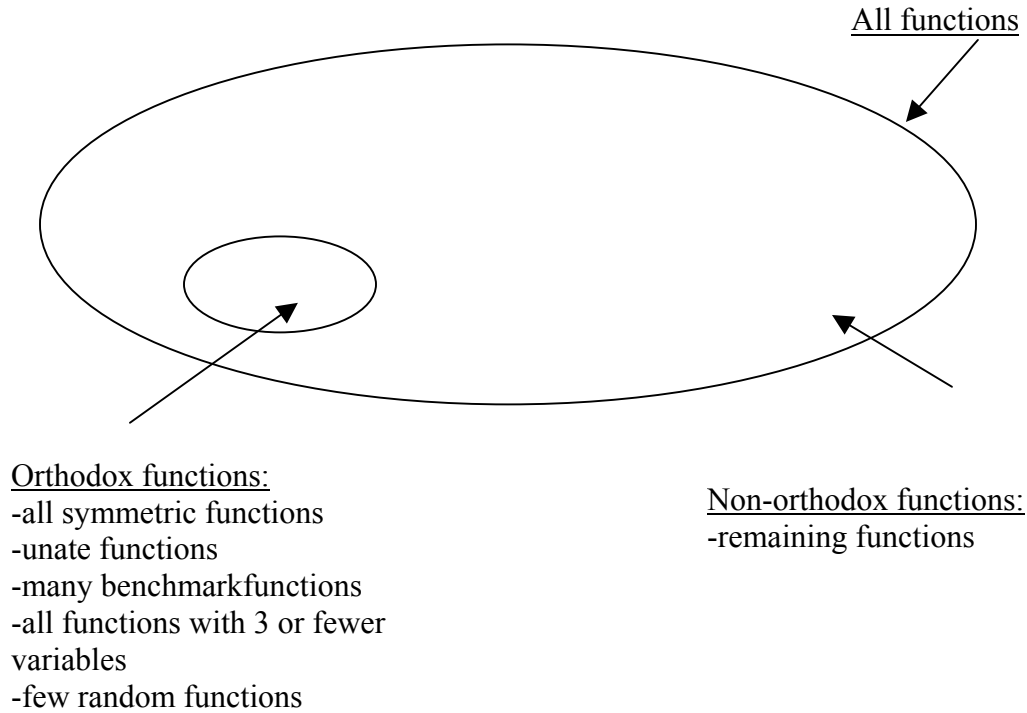 All functions
Orthodox functions:
-all symmetric functions
-unate functions
-many benchmarkfunctions
-all functions with 3 or fewer
variables
-few random functions
Non-orthodox functions:
-remaining functions